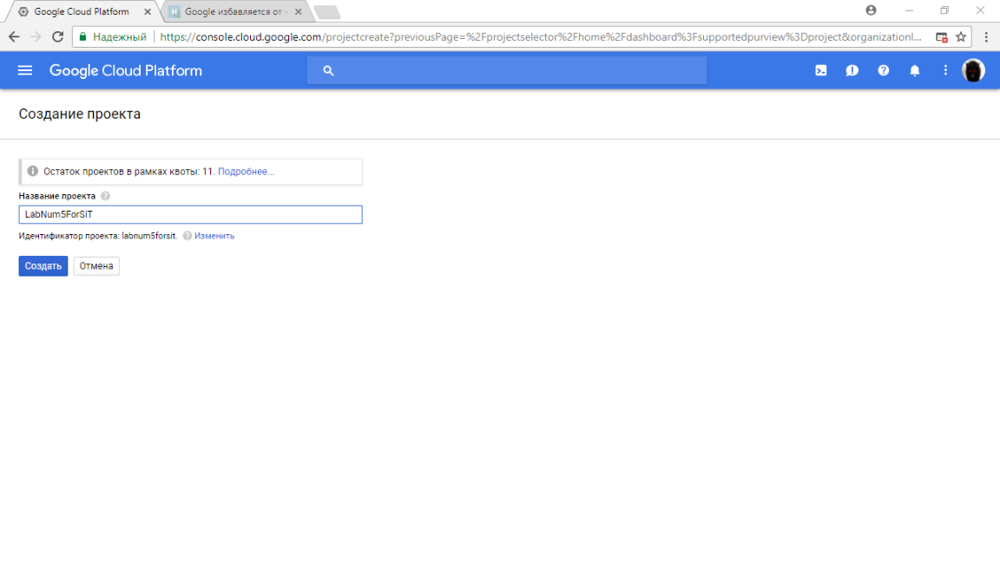 Google Cloud Platform
Google избавляется от
Надежный
https://console.cloud.google.com/projectcreate?previousPage=%2Fprojectselector%2Fhome%2Fdashboard%3Fsupportedpurview%3Dproject&organizationI...
Google Cloud Platform
Создание проекта
Остаток проектов в рамках квоты: 11. Подробнее...
Название проекта
LabNum5ForSiT
Идентификатор проекта: labnum5forsit. Изменить
Создать Отмена